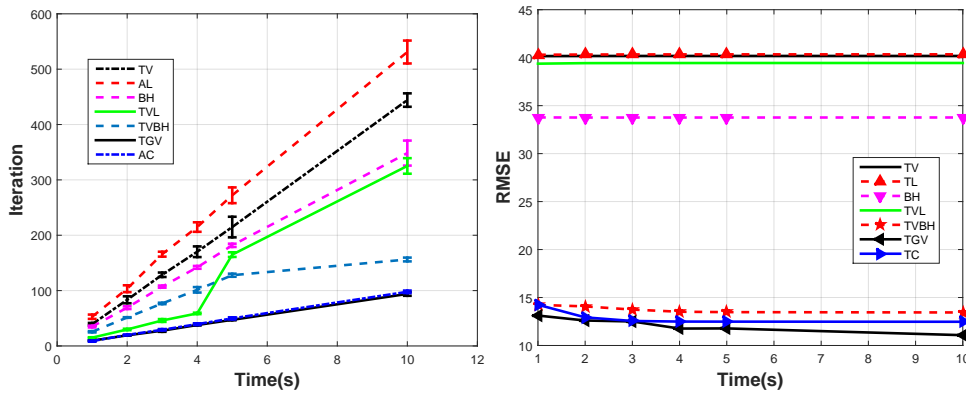 600
500
400
300
200
100
0
0 2 4 6 8 10 12
Iteration
Time(s)
TV
AL
BH
TVL
TVBH
TGV
AC
45
40
35
30
25
20
15
10
1 2 3 4 5 6 7 8 9 10
RMSE
Time(s)
TV
TL
BH
TVL
TVBH
TGV
TC